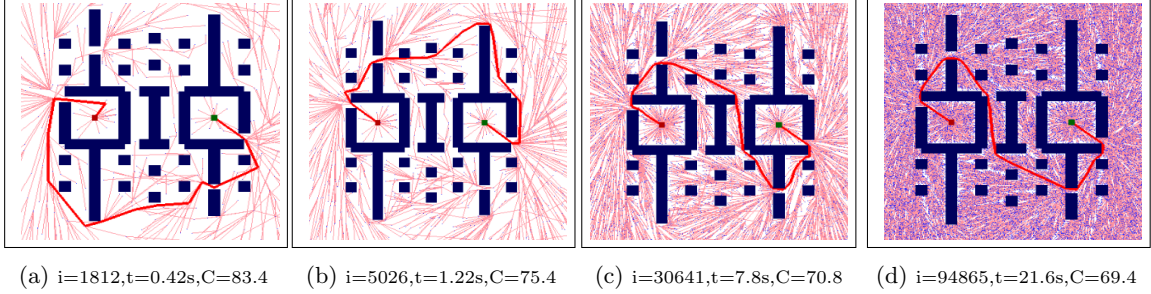 (a) i=1812,t=0.42s,C=83.4
(b) i=5026,t=1.22s,C=75.4
(c) i=30641,t=7.8s,C=70.8
(d) i=94865,t=21.6s,C=69.4